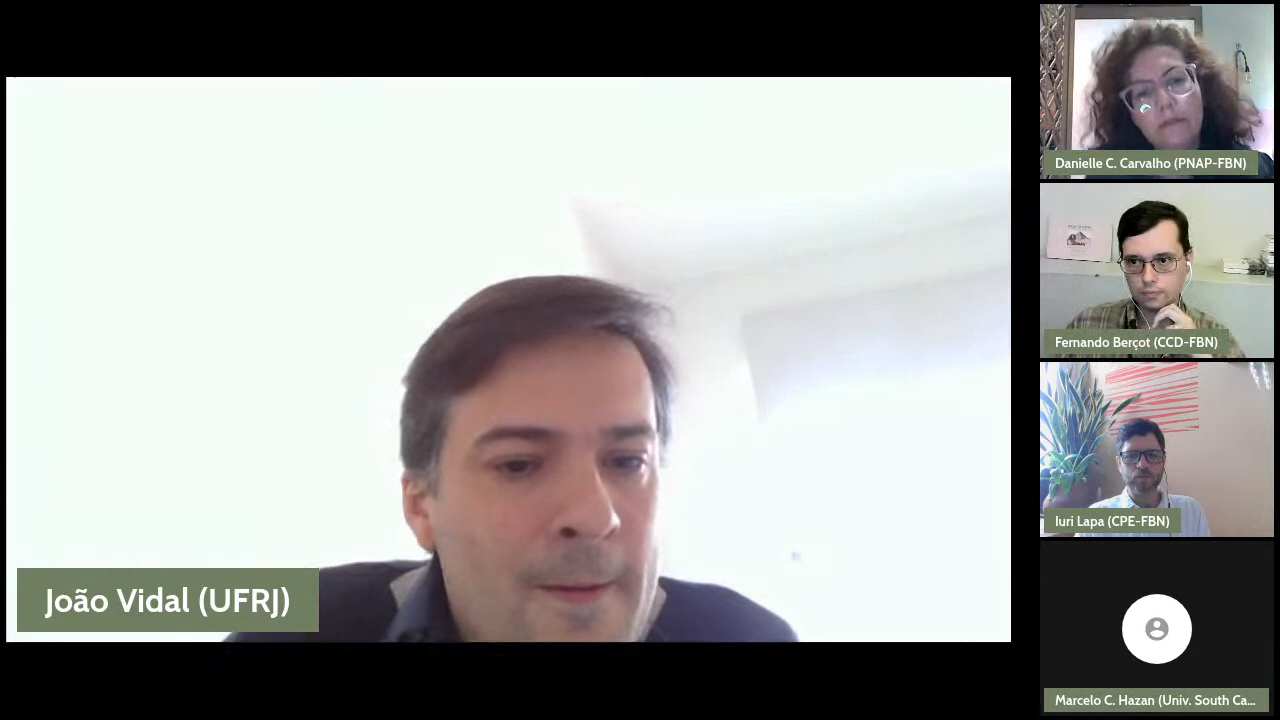 João Vidal (UFRJ)
Danielle C. Carvalho (PNAP-FBN)
Fernando Berçot (CCD-FBN)
Iuri Lapa (CPE-FBN)
Marcelo C. Hazan (Univ. South Ca...